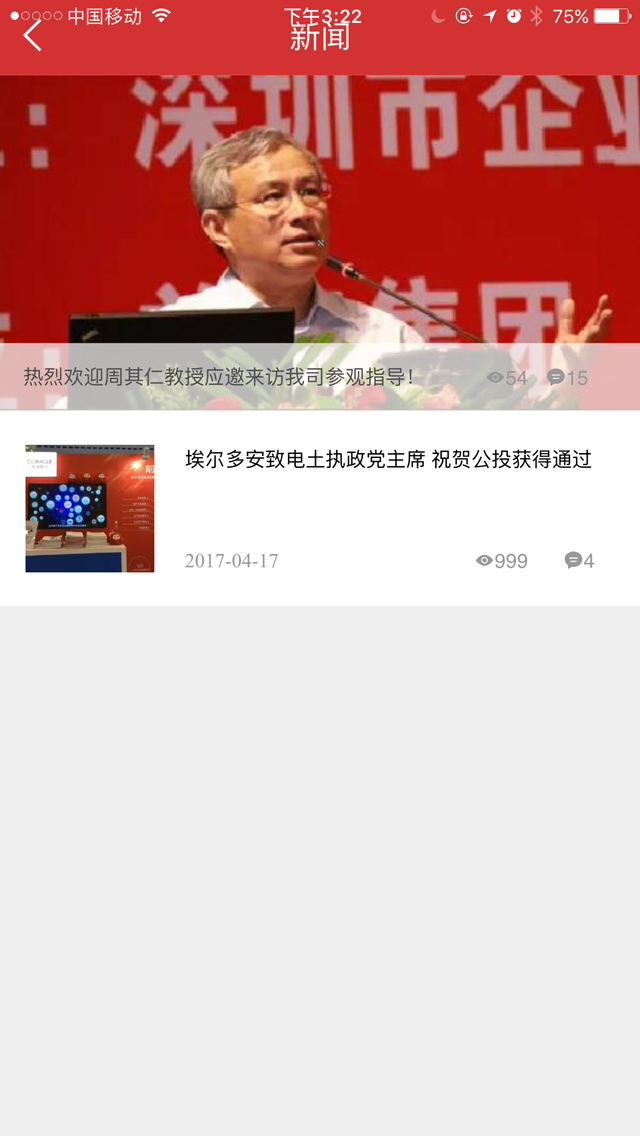 中国移动 下午3:22 75%
新闻
: 深圳市企业
: 集团
热烈欢迎周其仁教授应邀来访我司参观指导！ 54 15
埃尔多安致电土执政党主席 祝贺公投获得通过
2017-04-17 999 4